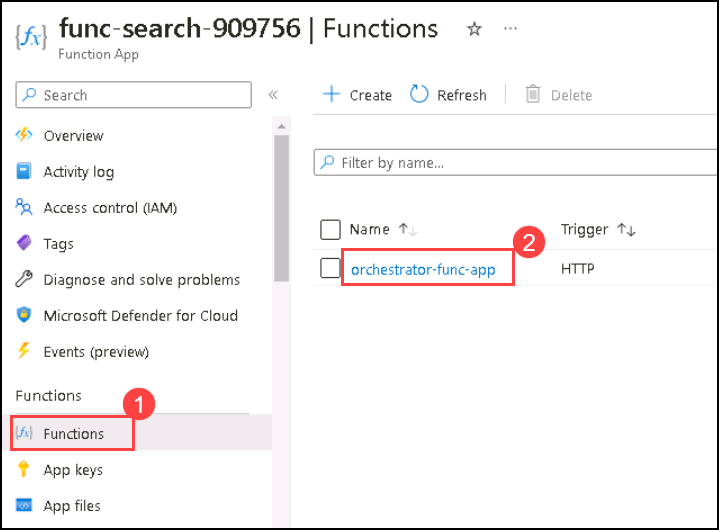 {fx} func-search-909756 | Functions ☆ ...
Function App
Search «
Overview
Activity log
Access control (IAM)
Tags
Diagnose and solve problems
Microsoft Defender for Cloud
Events (preview)
Functions
1
{fx} Functions
App keys
App files
+ Create Refresh Delete
Filter by name...
Name ↑↓ Trigger ↑↓
2
orchestrator-func-app HTTP